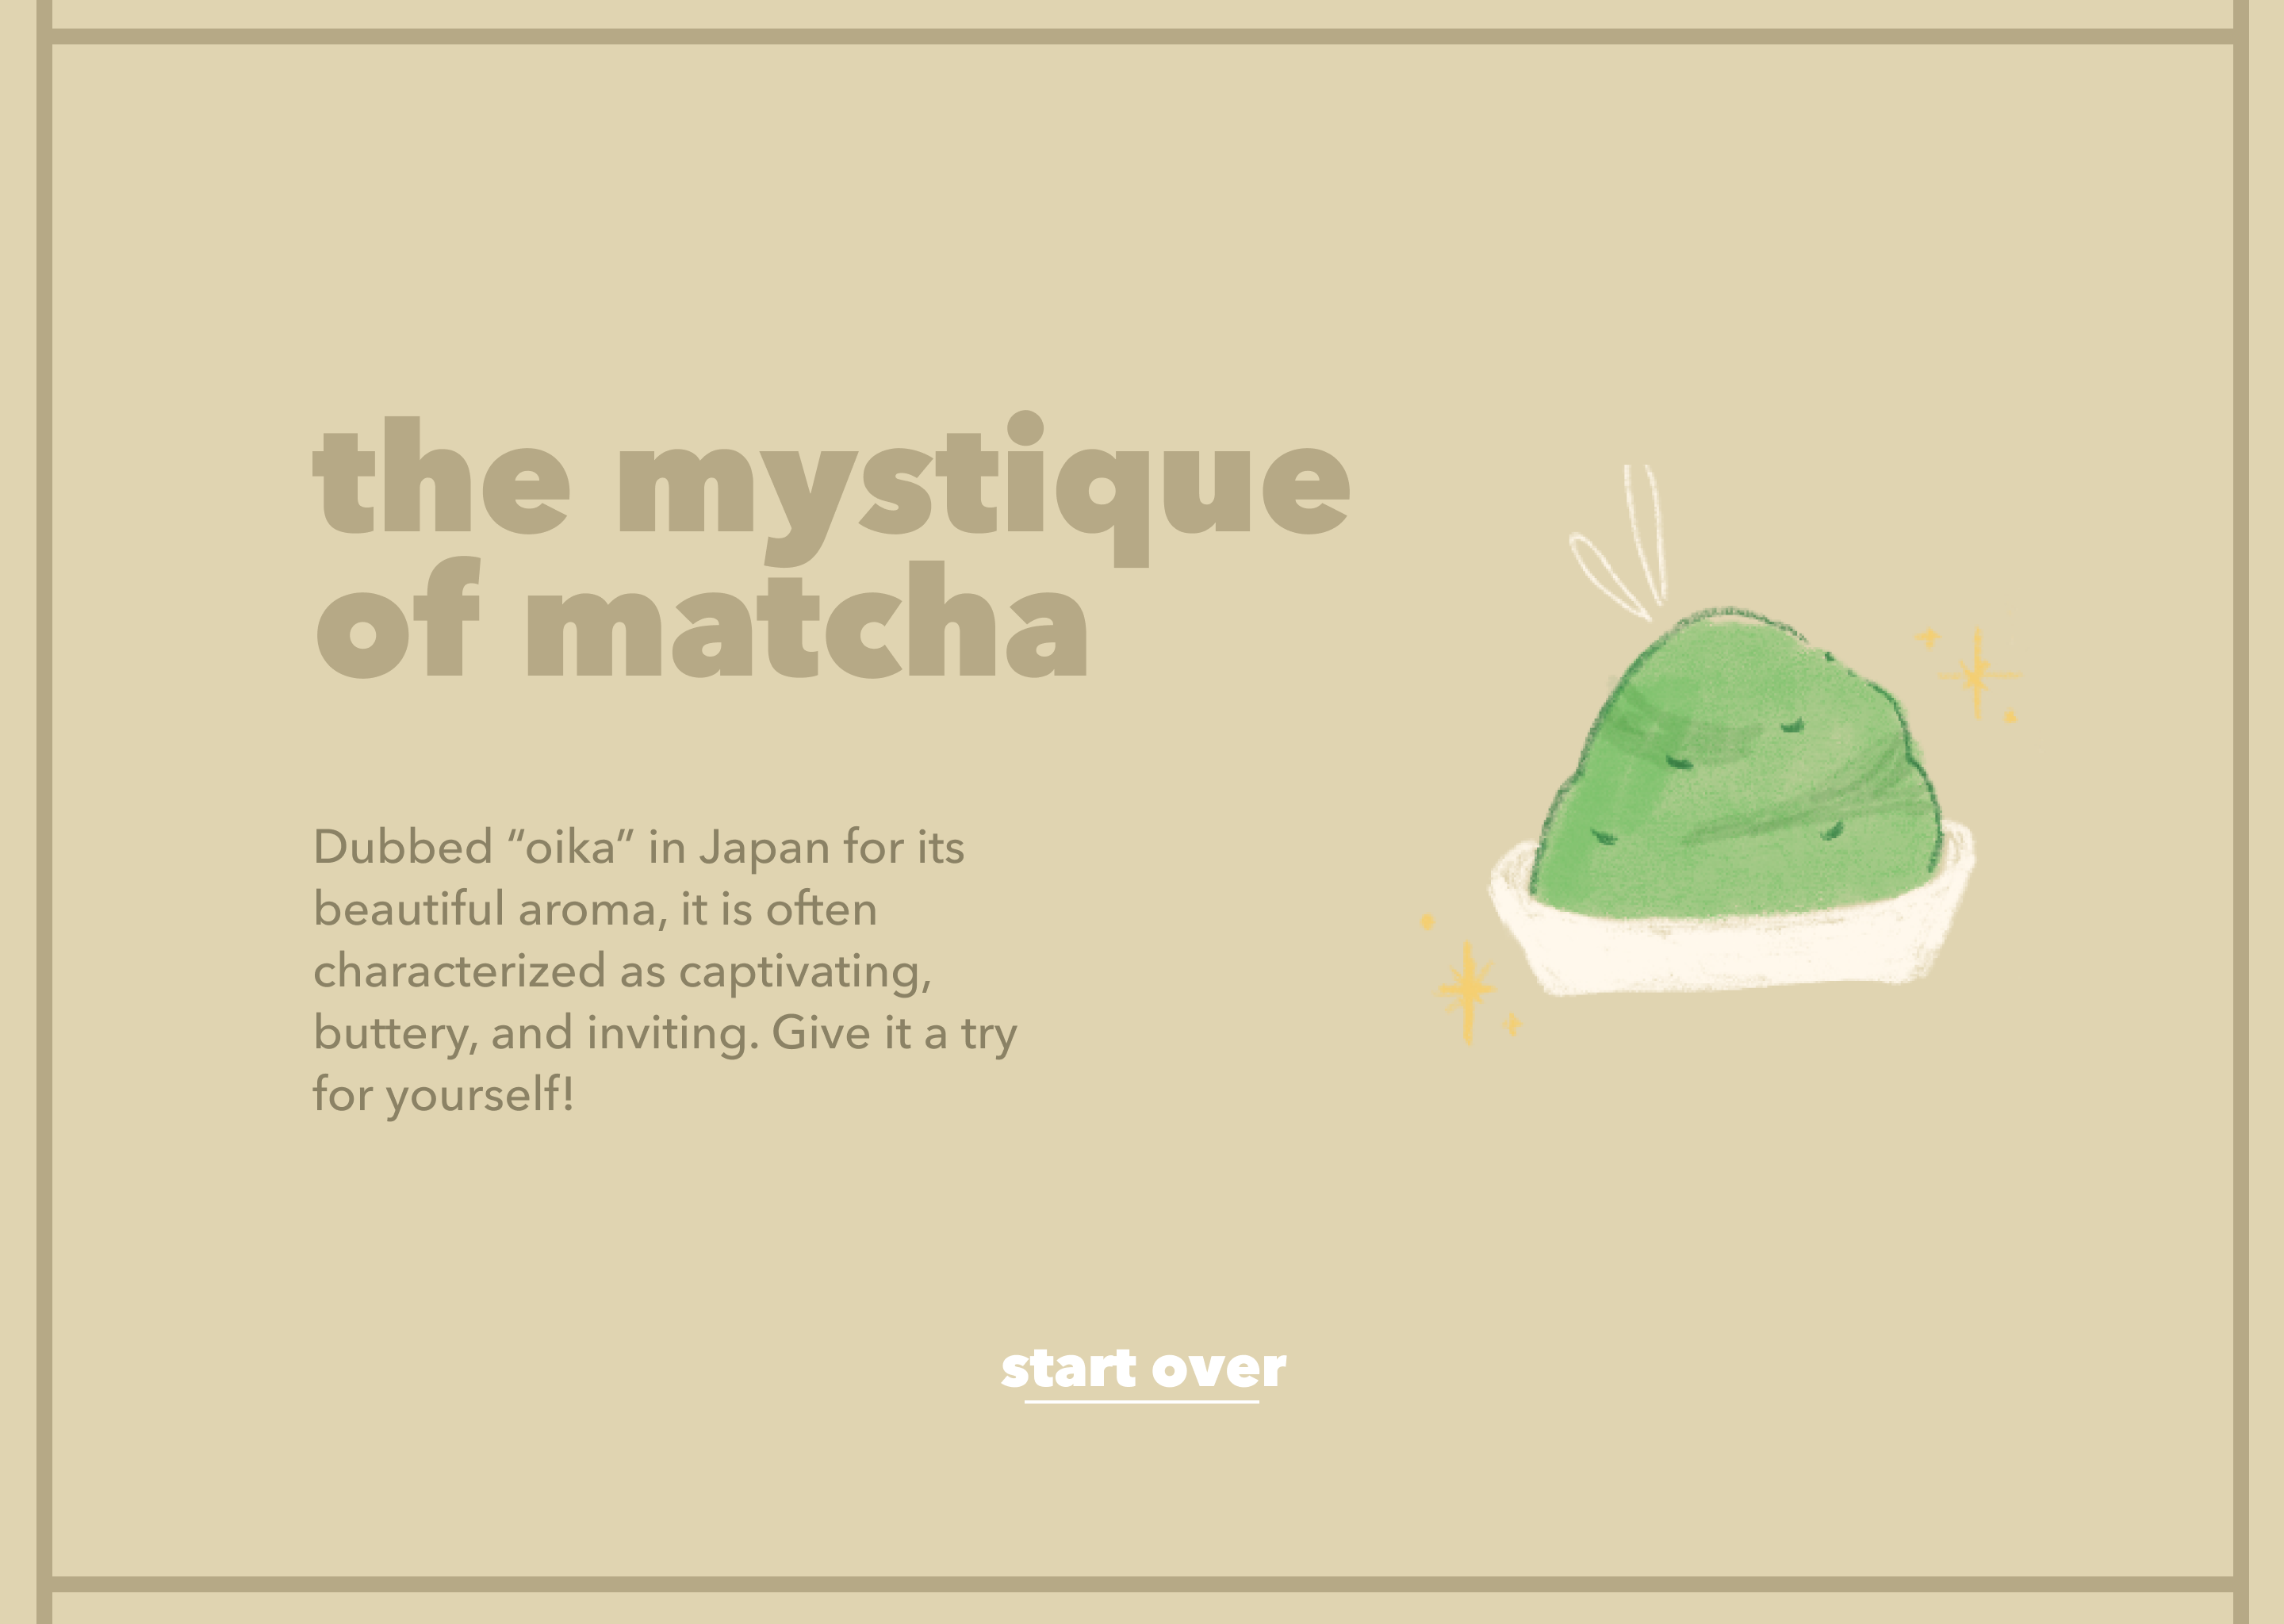 the mystique
of matcha
Dubbed “oika” in Japan for its
beautiful aroma, it is often
characterized as captivating,
buttery, and inviting. Give it a try
for yourself!
start over